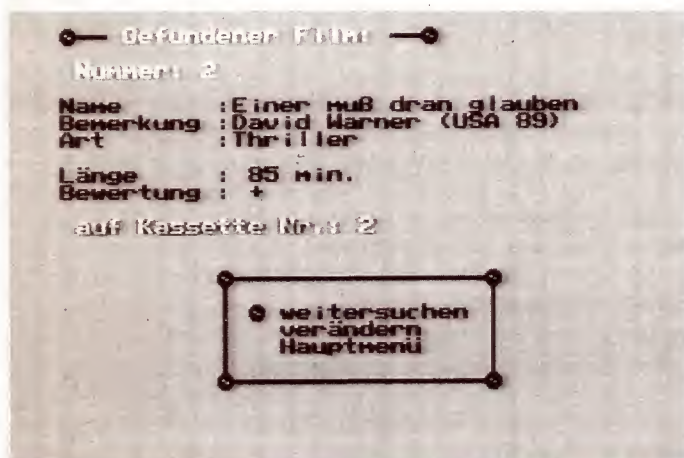 Gefundener Film:
Nummer: 2
Name :Einer muß dran glauben
Bemerkung :David Warner (USA 89)
Art :Thriller
Länge : 85 min.
Bewertung : +
auf Kassette Nr.: 2
weitersuchen
verändern
Hauptmenü